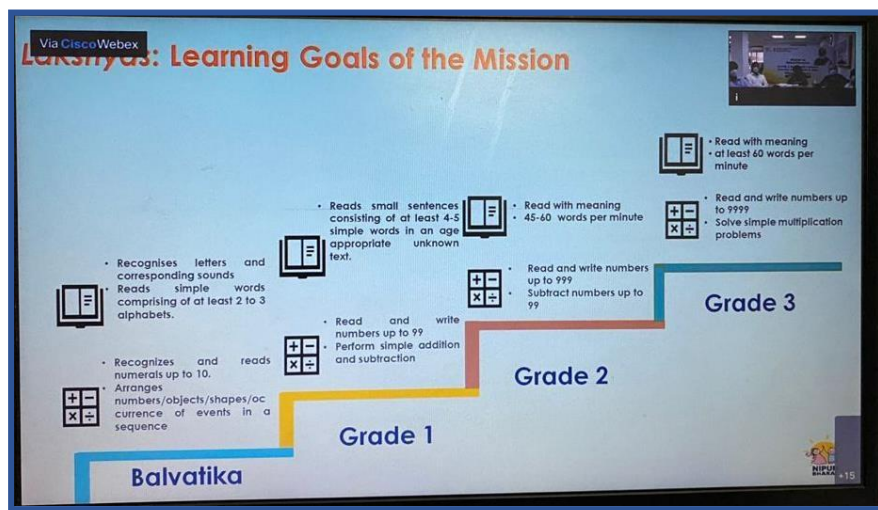 Via Cisco Webex
Lakshyas: Learning Goals of the Mission
• Recognises letters and
corresponding sounds
• Reads simple words
comprising of at least 2 to 3
alphabets.
• Recognizes and reads
numerals up to 10.
• Arranges
numbers/objects/shapes/oc
currence of events in a
sequence
Balvatika
• Reads small sentences
consisting of at least 4-5
simple words in an age
appropriate unknown
text.
• Read and write
numbers up to 99
• Perform simple addition
and subtraction
Grade 1
• Read with meaning
• 45-60 words per minute
• Read and write numbers
up to 999
• Subtract numbers up to
99
Grade 2
• Read with meaning
• at least 60 words per
minute
• Read and write numbers up
to 9999
• Solve simple multiplication
problems
Grade 3
NIPUN
BHARAT
+15